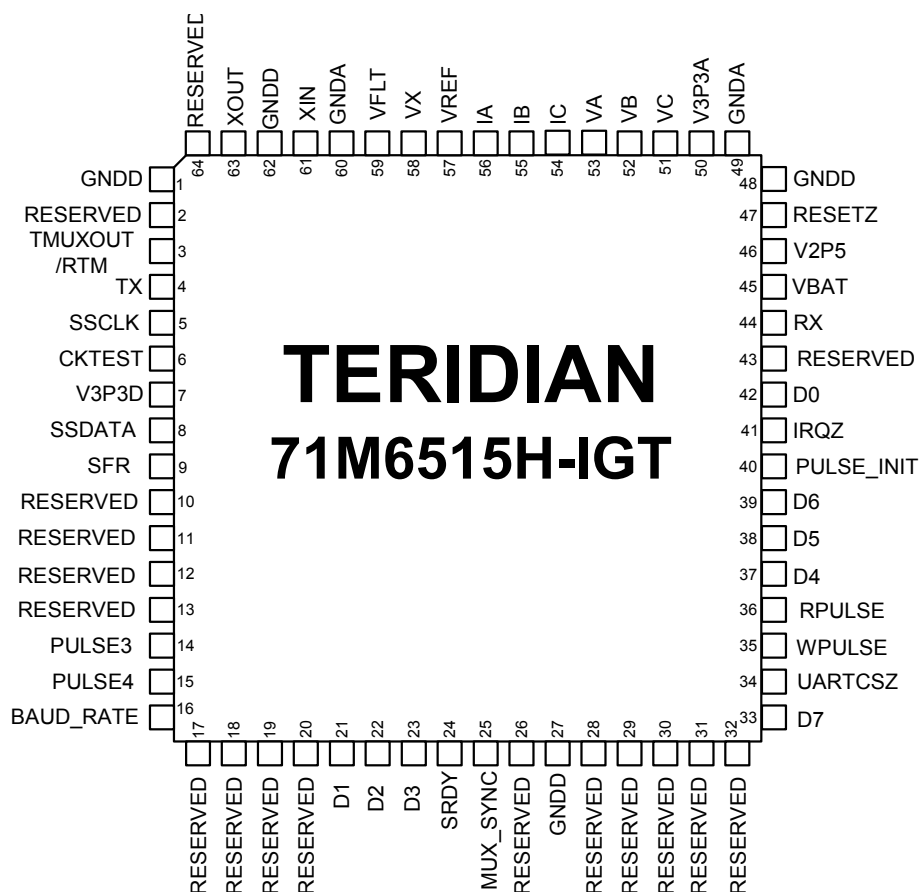 RESERVED
XOUT
GNDD
XIN
GNDA
VFLT
VX
VREF
IA
IB
IC
VA
VB
VC
V3P3A
GNDA
64
63
62
61
60
59
58
57
56
55
54
53
52
51
50
49
GNDD 1
RESERVED 2
TMUXOUT
/RTM 3
TX 4
SSCLK 5
CKTEST 6
V3P3D 7
SSDATA 8
SFR 9
RESERVED 10
RESERVED 11
RESERVED 12
RESERVED 13
PULSE3 14
PULSE4 15
BAUD_RATE 16
TERIDIAN
71M6515H-IGT
48 GNDD
47 RESETZ
46 V2P5
45 VBAT
44 RX
43 RESERVED
42 D0
41 IRQZ
40 PULSE_INIT
39 D6
38 D5
37 D4
36 RPULSE
35 WPULSE
34 UARTCSZ
33 D7
17
18
19
20
21
22
23
24
25
26
27
28
29
30
31
32
RESERVED
RESERVED
RESERVED
RESERVED
D1
D2
D3
SRDY
MUX_SYNC
RESERVED
GNDD
RESERVED
RESERVED
RESERVED
RESERVED
RESERVED